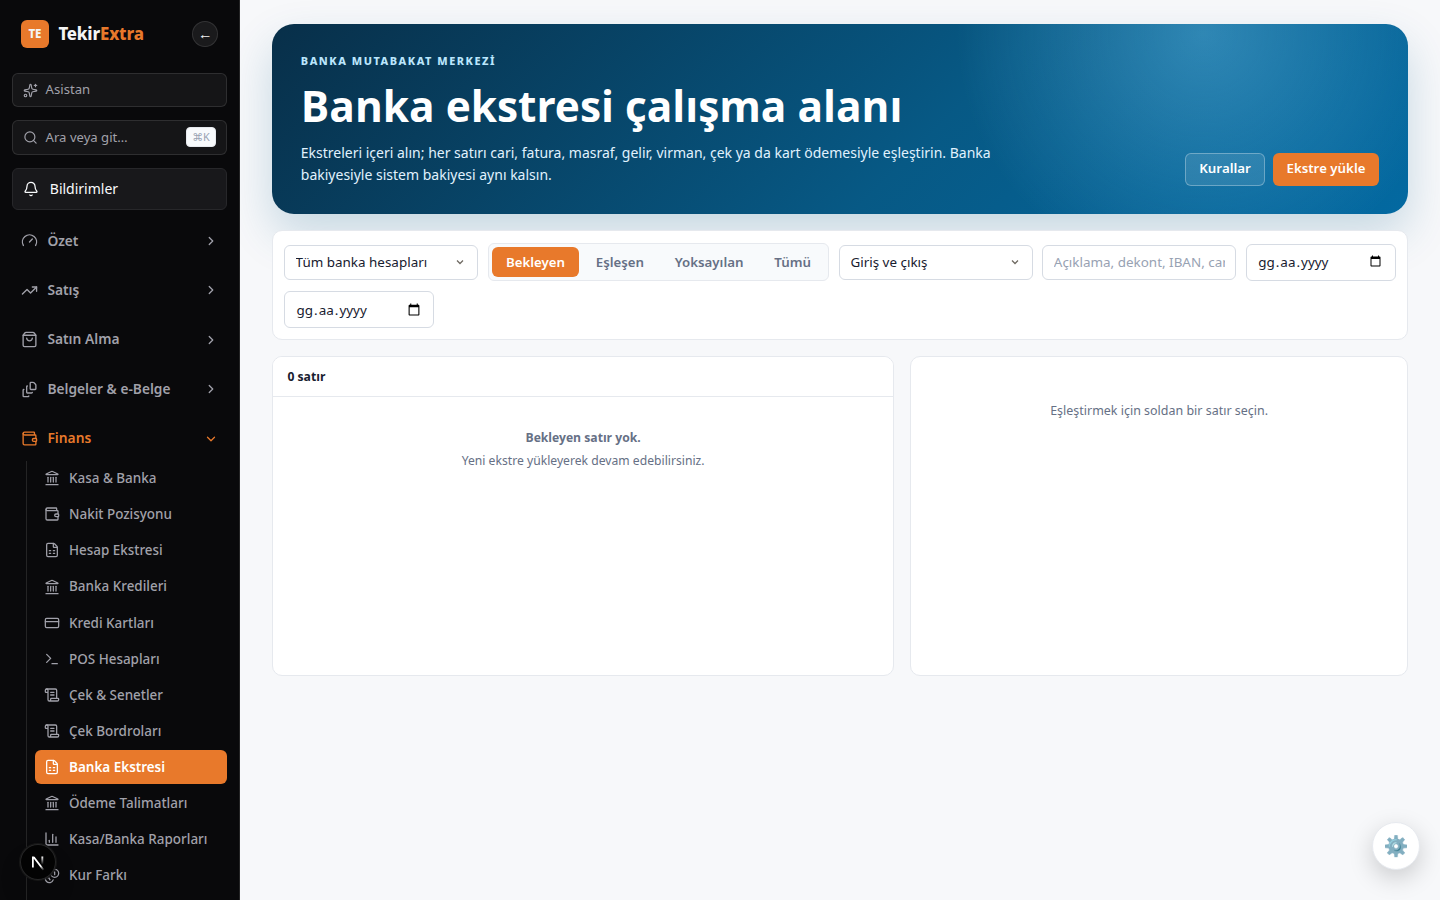 TE TekirExtra ←
Asistan
Ara veya git... ⌘K
Bildirimler
Özet
Satış
Satın Alma
Belgeler & e-Belge
Finans
Kasa & Banka
Nakit Pozisyonu
Hesap Ekstresi
Banka Kredileri
Kredi Kartları
POS Hesapları
Çek & Senetler
Çek Bordroları
Banka Ekstresi
Ödeme Talimatları
Kasa/Banka Raporları
N
Kur Farkı
BANKA MUTABAKAT MERKEZİ
Banka ekstresi çalışma alanı
Ekstreleri içeri alın; her satırı cari, fatura, masraf, gelir, virman, çek ya da kart ödemesiyle eşleştirin. Banka
bakiyesiyle sistem bakiyesi aynı kalsın.
Kurallar Ekstre yükle
Tüm banka hesapları Bekleyen Eşleşen Yoksayılan Tümü Giriş ve çıkış Açıklama, dekont, IBAN, cari gg.aa.yyyy
gg.aa.yyyy
0 satır
Bekleyen satır yok.
Yeni ekstre yükleyerek devam edebilirsiniz.
Eşleştirmek için soldan bir satır seçin.